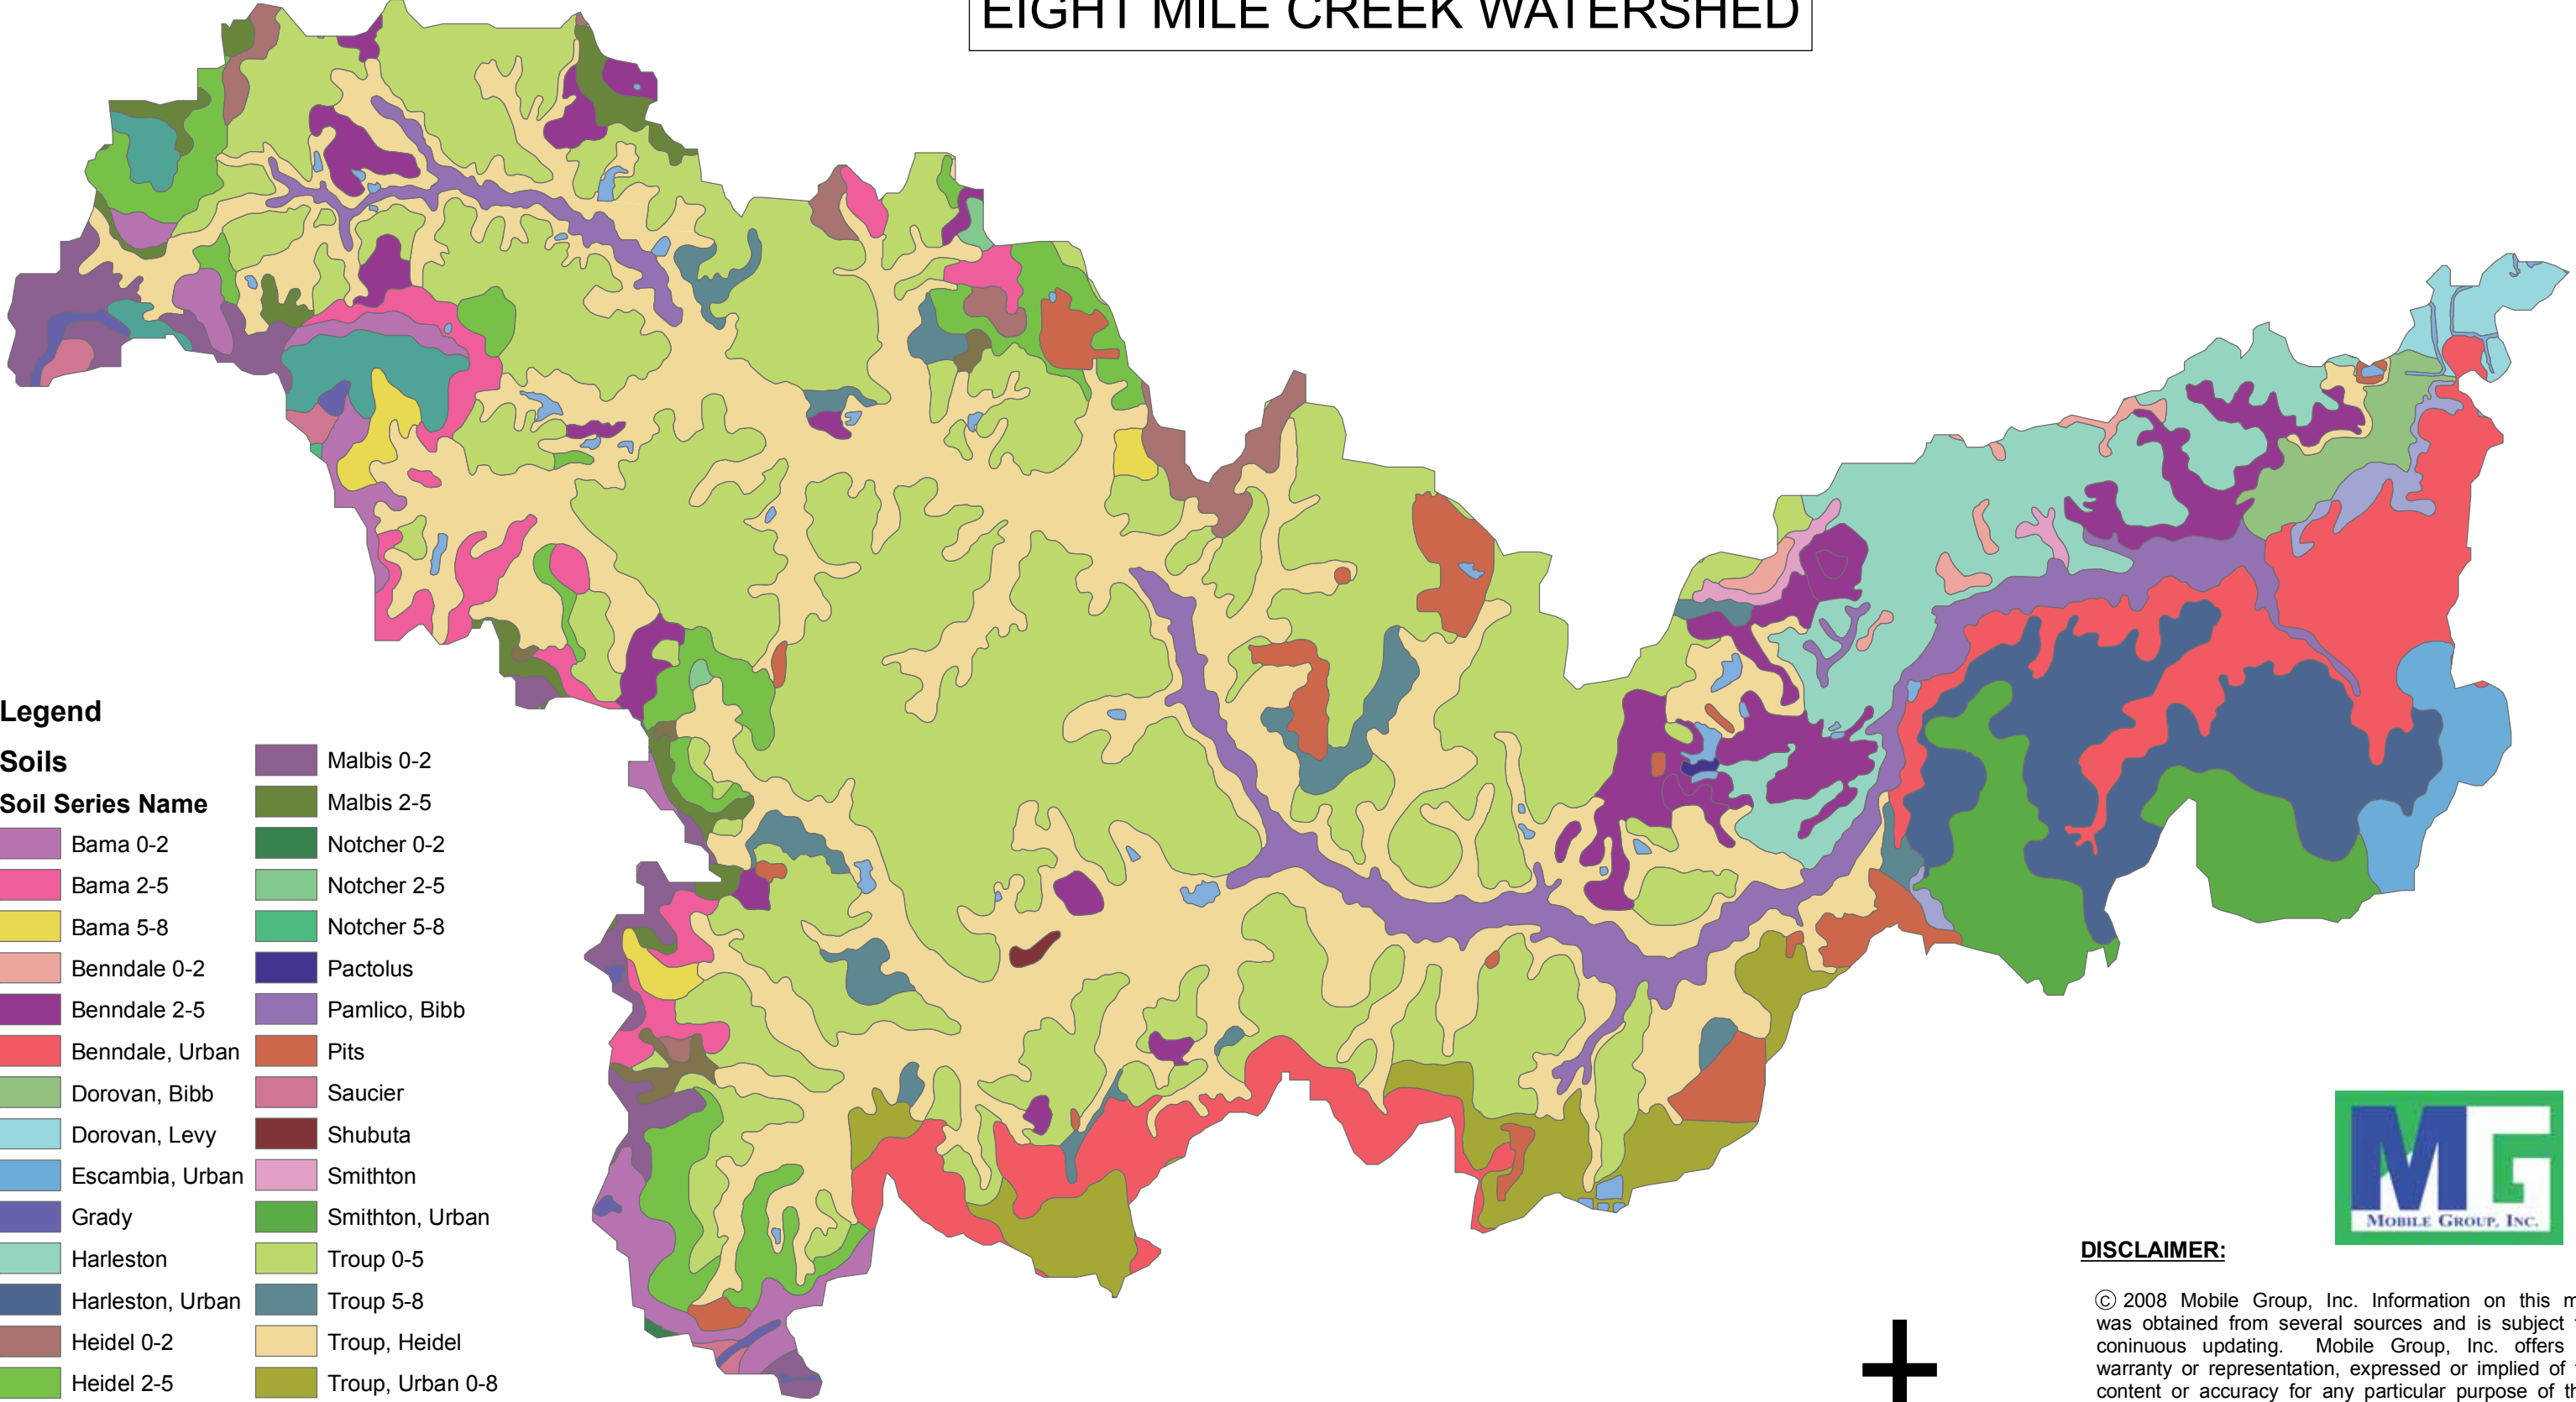 EIGHT MILE CREEK WATERSHED
Legend
Soils
Soil Series Name
Bama 0-2
Bama 2-5
Bama 5-8
Benndale 0-2
Benndale 2-5
Benndale, Urban
Dorovan, Bibb
Dorovan, Levy
Escambia, Urban
Grady
Harleston
Harleston, Urban
Heidel 0-2
Heidel 2-5
Malbis 0-2
Malbis 2-5
Notcher 0-2
Notcher 2-5
Notcher 5-8
Pactolus
Pamlico, Bibb
Pits
Saucier
Shubuta
Smithton
Smithton, Urban
Troup 0-5
Troup 5-8
Troup, Heidel
Troup, Urban 0-8
MG
MOBILE GROUP, INC.
DISCLAIMER:
© 2008 Mobile Group, Inc. Information on this
was obtained from several sources and is subject
coninuous updating. Mobile Group, Inc. offers
warranty or representation, expressed or implied of
content or accuracy for any particular purpose of